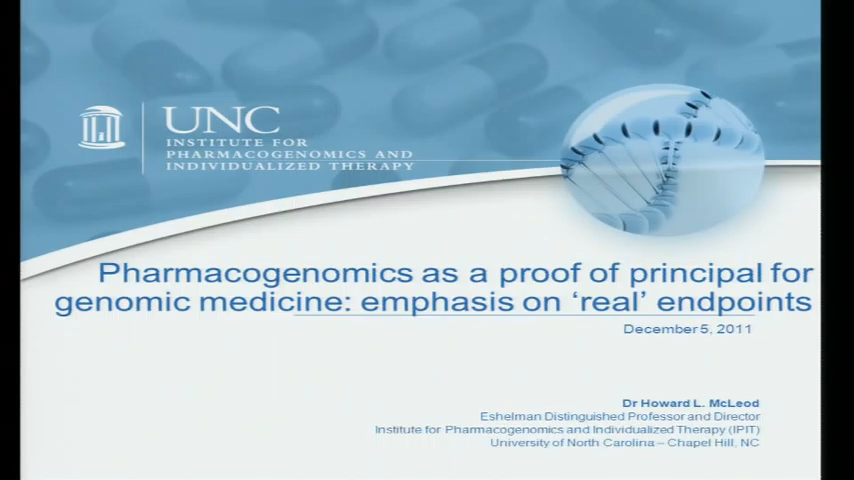 UNC
INSTITUTE FOR
PHARMACOGENOMICS AND
INDIVIDUALIZED THERAPY
Pharmacogenomics as a proof of principal for
genomic medicine: emphasis on ‘real’ endpoints
December 5, 2011
Dr Howard L. McLeod
Eshelman Distinguished Professor and Director
Institute for Pharmacogenomics and Individualized Therapy (IPIT)
University of North Carolina – Chapel Hill, NC